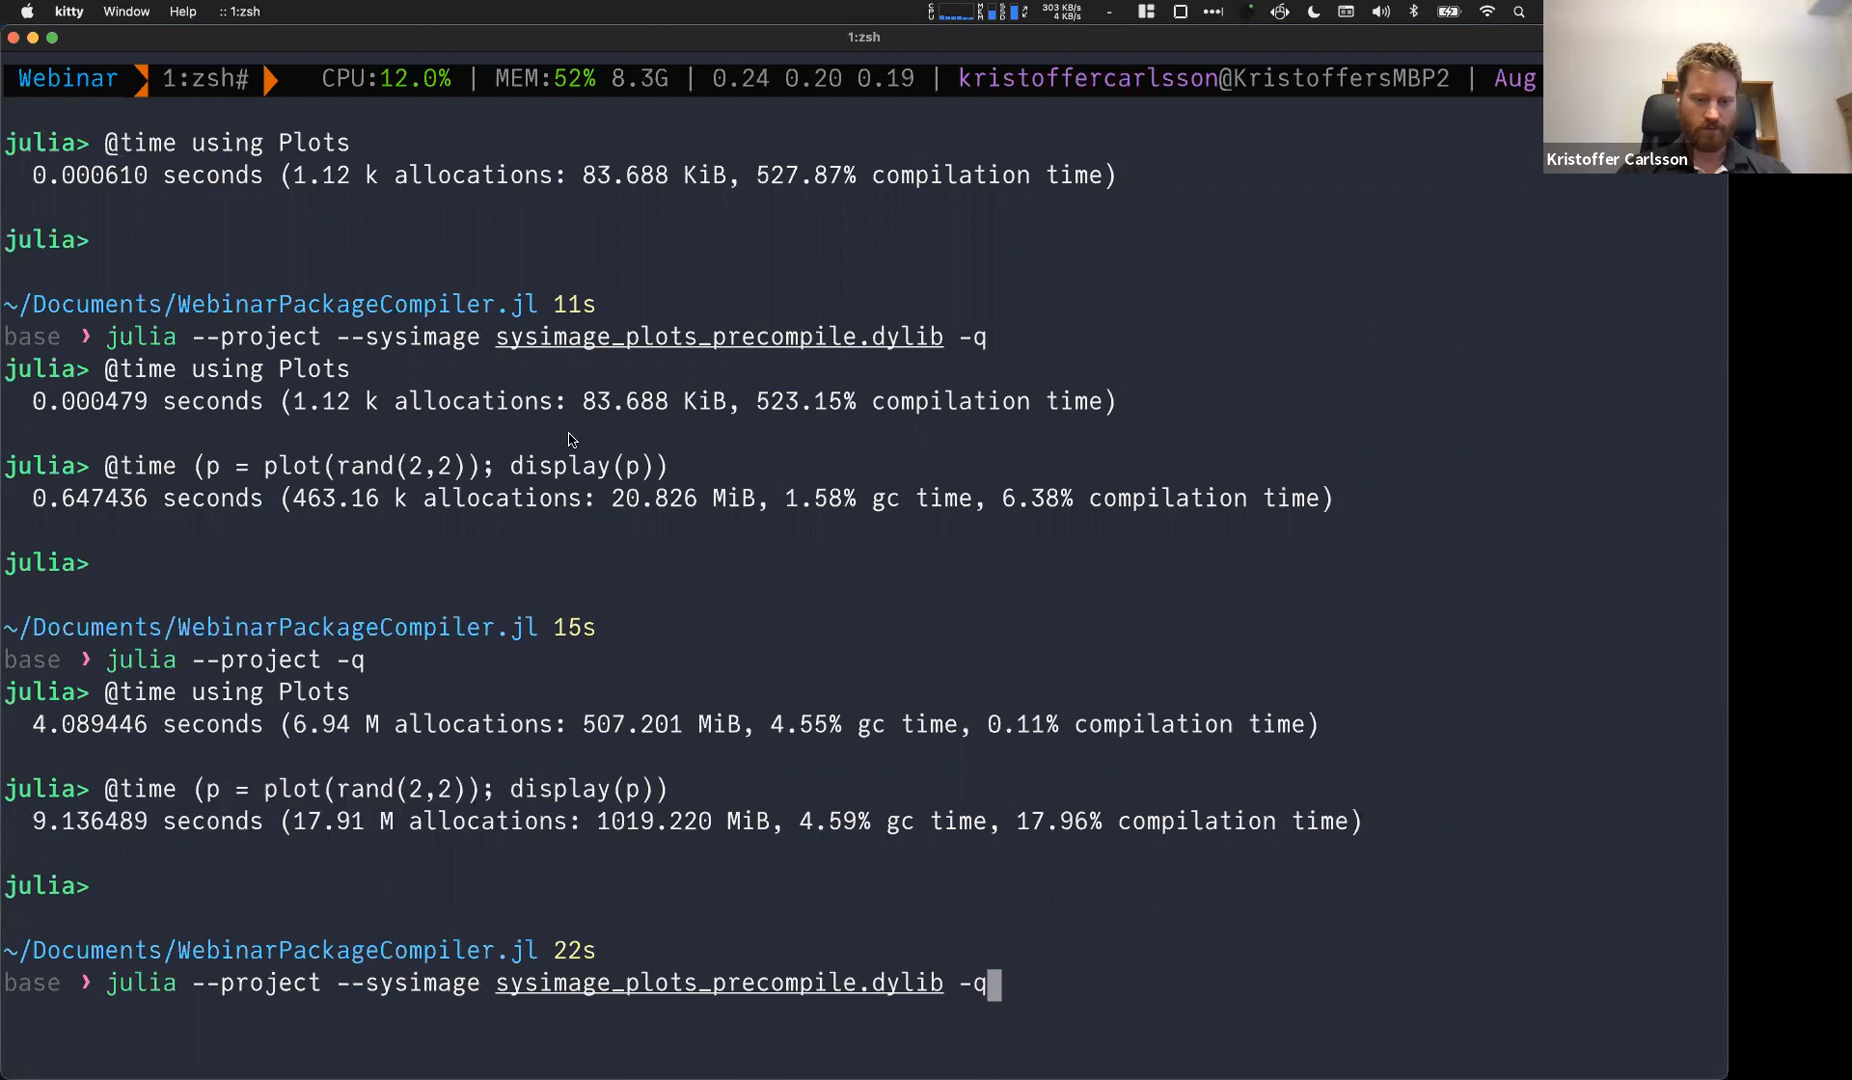 kitty Window Help :: 1:zsh 303 KB/s
4 KB/s
1:zsh
Webinar 1:zsh# CPU:12.0% | MEM:52% 8.3G | 0.24 0.20 0.19 | kristoffercarlsson@KristoffersMBP2 | Aug
Kristoffer Carlsson
julia> @time using Plots
0.000610 seconds (1.12 k allocations: 83.688 KiB, 527.87% compilation time)
julia>
~/Documents/WebinarPackageCompiler.jl 11s
base ❯ julia --project --sysimage sysimage_plots_precompile.dylib -q
julia> @time using Plots
0.000479 seconds (1.12 k allocations: 83.688 KiB, 523.15% compilation time)
julia> @time (p = plot(rand(2,2)); display(p))
0.647436 seconds (463.16 k allocations: 20.826 MiB, 1.58% gc time, 6.38% compilation time)
julia>
~/Documents/WebinarPackageCompiler.jl 15s
base ❯ julia --project -q
julia> @time using Plots
4.089446 seconds (6.94 M allocations: 507.201 MiB, 4.55% gc time, 0.11% compilation time)
julia> @time (p = plot(rand(2,2)); display(p))
9.136489 seconds (17.91 M allocations: 1019.220 MiB, 4.59% gc time, 17.96% compilation time)
julia>
~/Documents/WebinarPackageCompiler.jl 22s
base ❯ julia --project --sysimage sysimage_plots_precompile.dylib -q